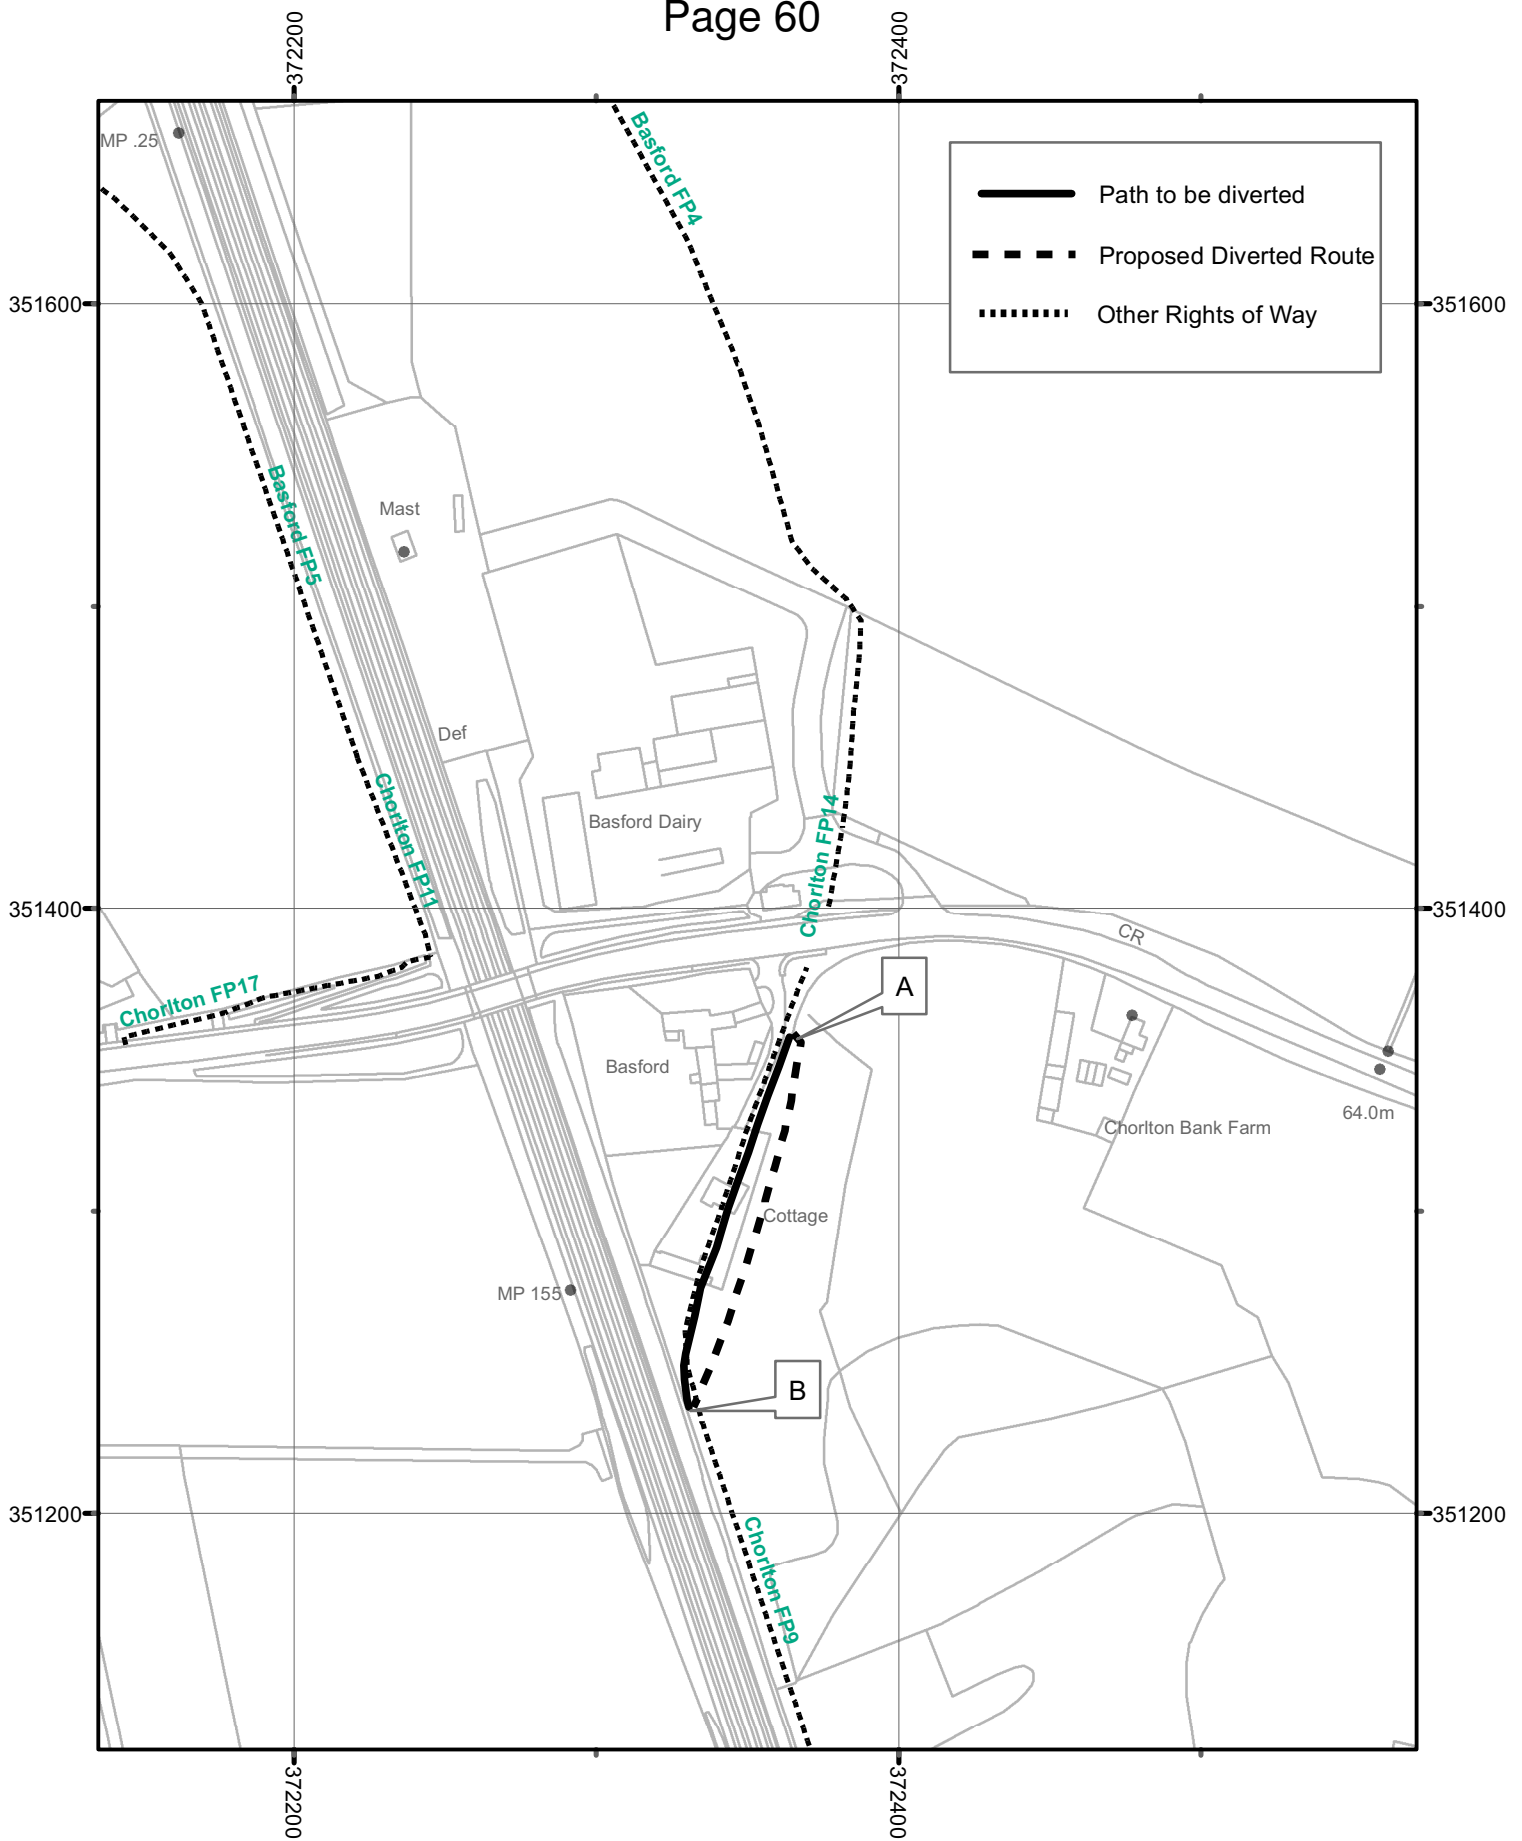 Page 60
372200
372400
MP .25
Basford FP4
Path to be diverted
Proposed Diverted Route
Other Rights of Way
351600
351600
Basford FP5
Mast
Def
Chorlton FP11
Basford Dairy
Chorlton FP14
351400
351400
CR
Chorlton FP17
A
Basford
64.0m
Chorlton Bank Farm
Cottage
MP 155
B
351200
351200
Chorlton FP9
372200
372400